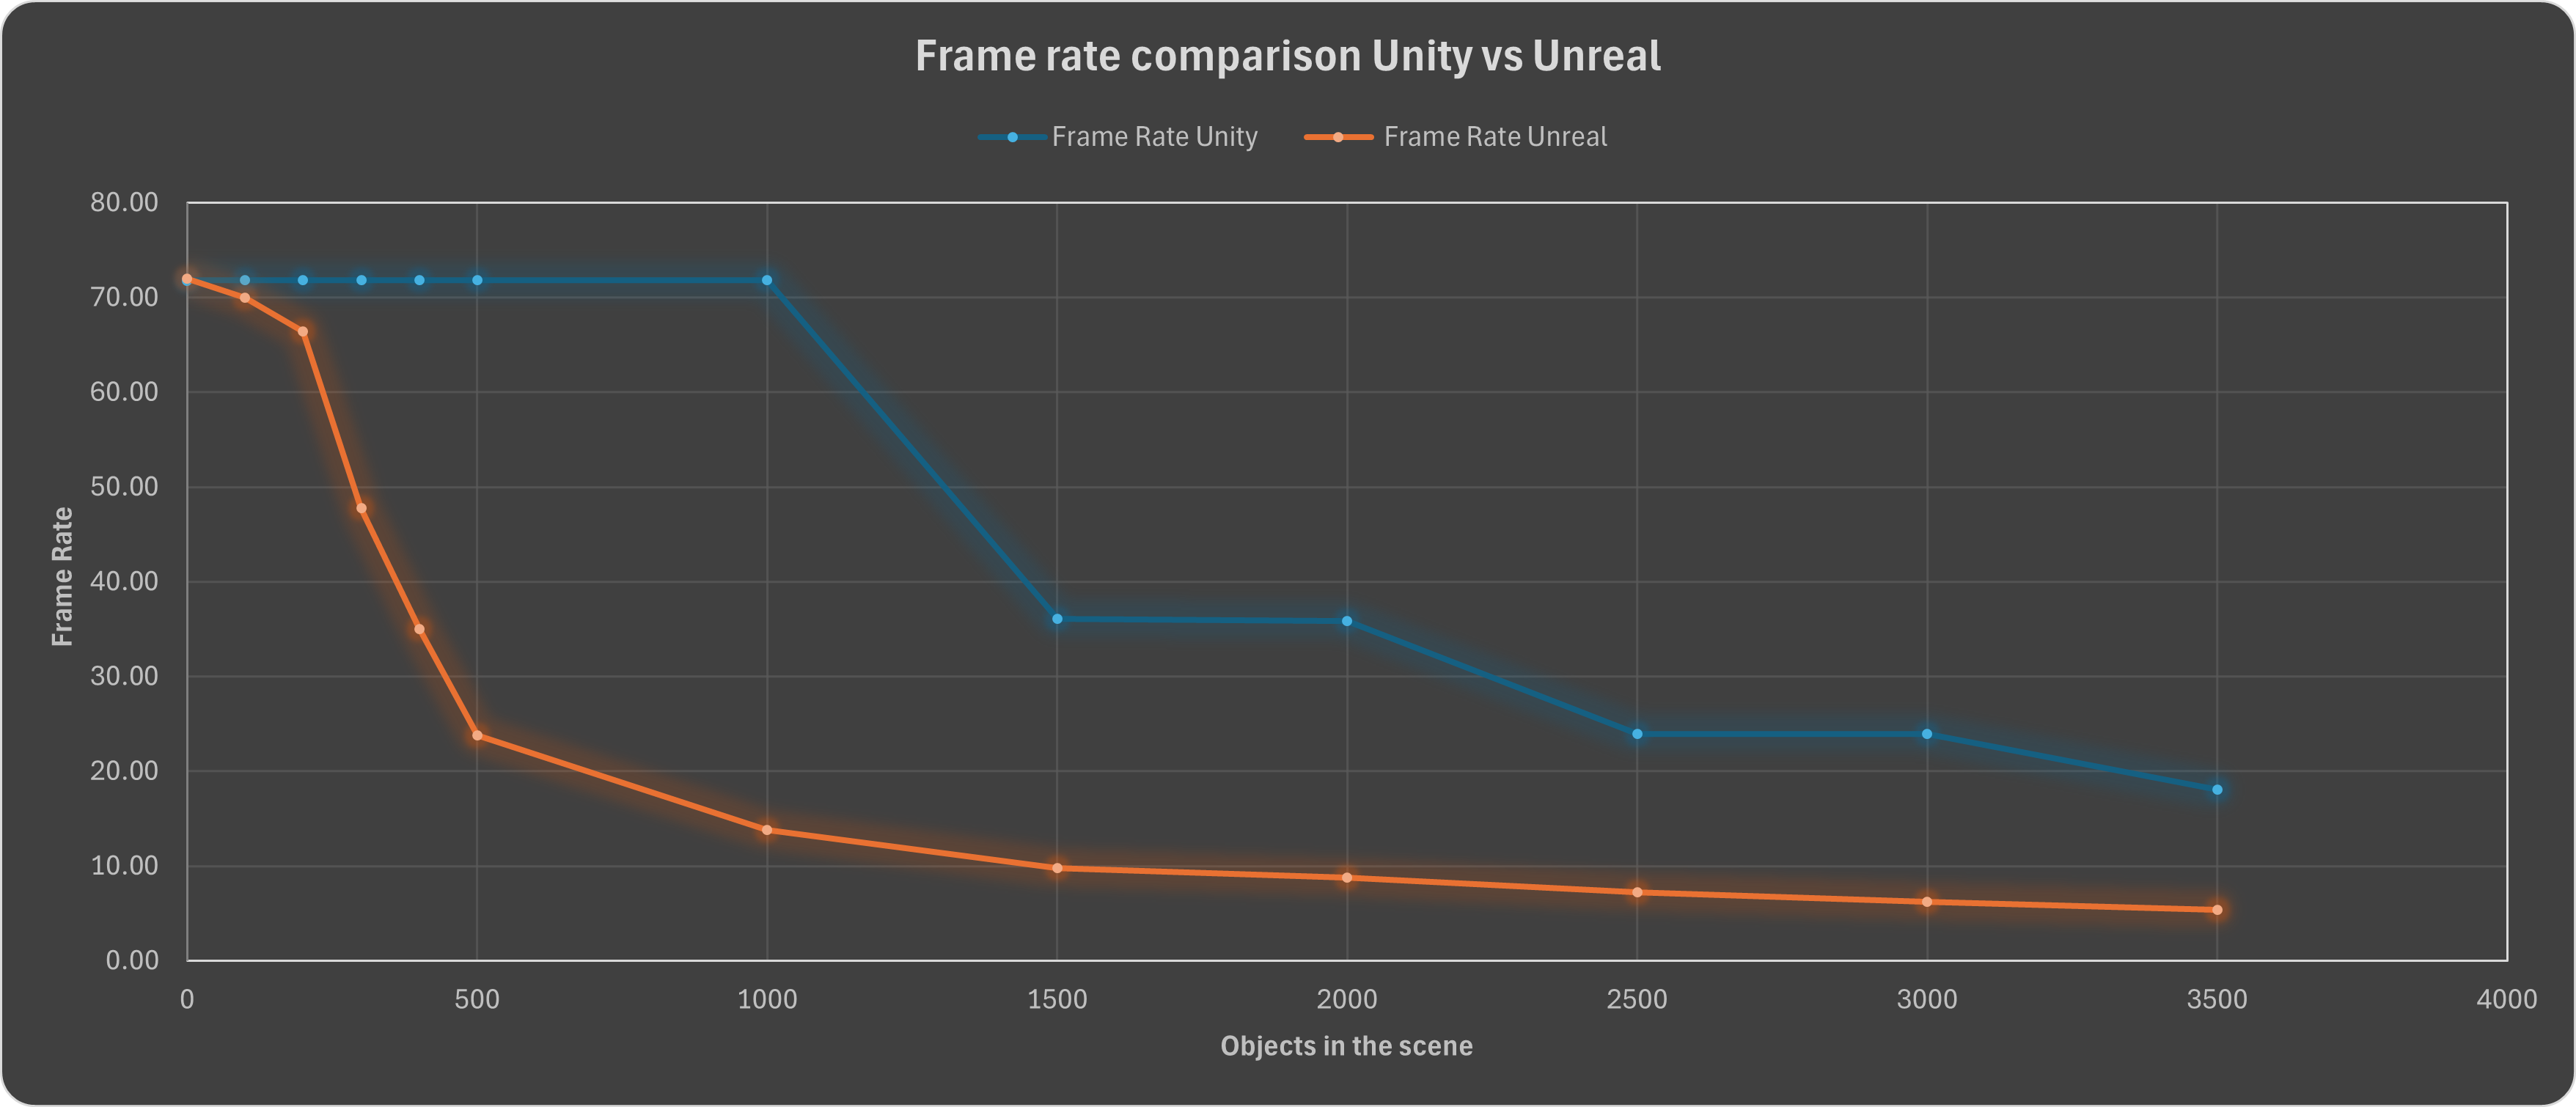 Frame rate comparison Unity vs Unreal
Frame Rate Unity Frame Rate Unreal
80.00
70.00
60.00
50.00
40.00
30.00
20.00
10.00
0.00
Frame Rate
0 500 1000 1500 2000 2500 3000 3500 4000
Objects in the scene